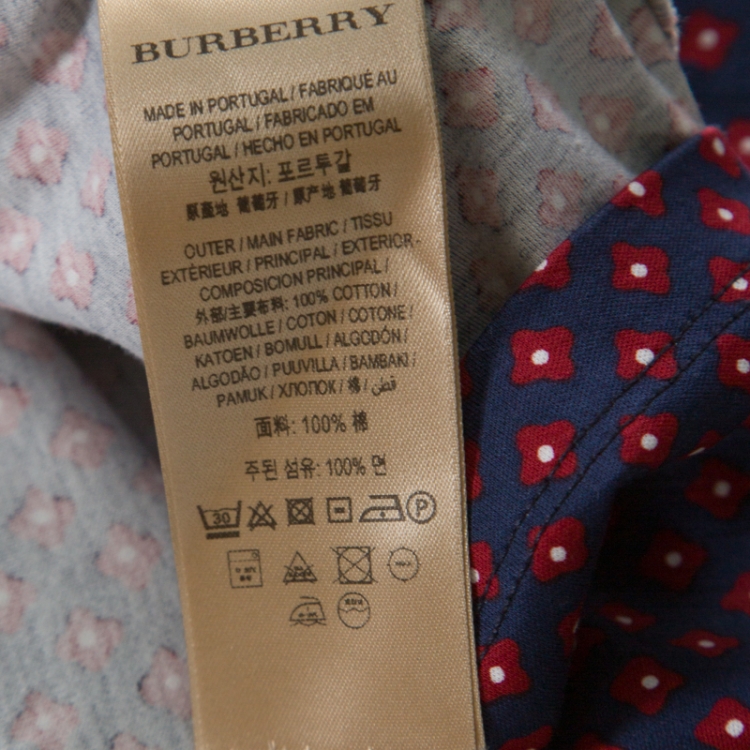 BURBERRY
MADE IN PORTUGAL / FABRIQUÉ AU
PORTUGAL / FABRICADO EM
PORTUGAL / HECHO EN PORTUGAL
원산지: 포르투갈
原產地 葡萄牙 / 原产地 葡萄牙
OUTER / MAIN FABRIC / TISSU
EXTÉRIEUR / PRINCIPAL / EXTERIOR-
COMPOSICION PRINCIPAL /
外部/主要布料: 100% COTTON /
BAUMWOLLE / COTON / COTONE /
KATOEN / BOMULL / ALGODÓN /
ALGODÃO / PUUVILLA / BAMBAKI /
PAMUK / ХЛОПОК / 棉 / قطن
面料: 100% 棉
주된 섬유: 100% 면
30 P